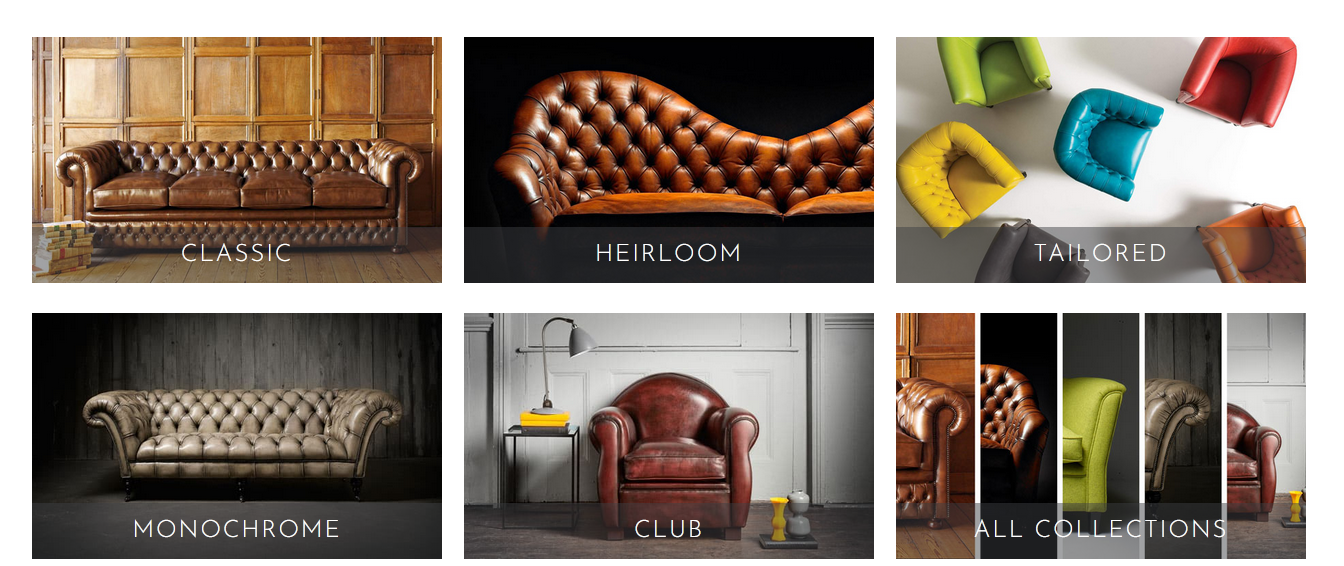 CLASSIC
HEIRLOOM
TAILORED
MONOCHROME
CLUB
ALL COLLECTIONS